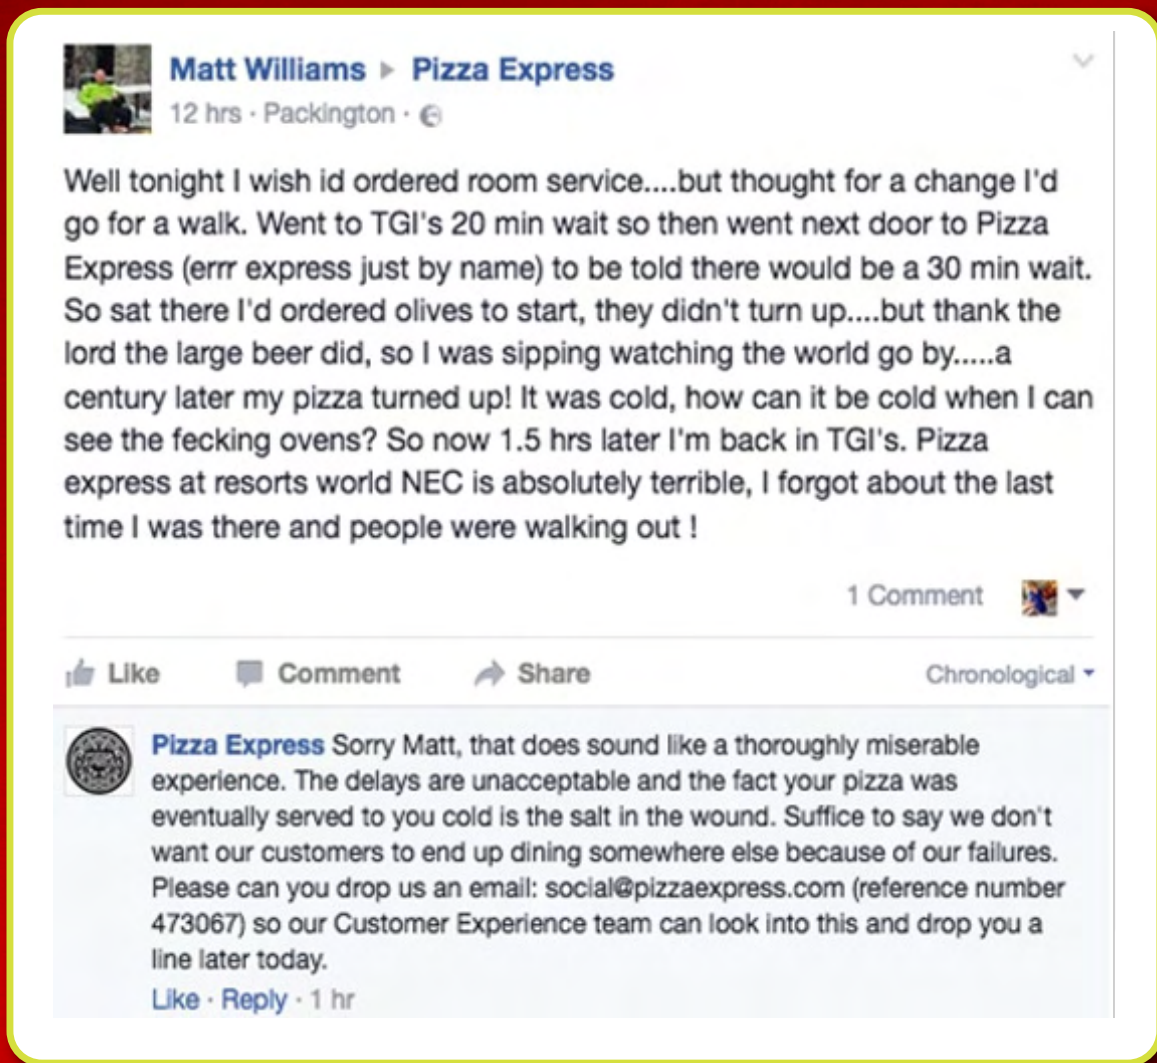 Matt Williams ▸ Pizza Express
12 hrs · Packington ·
Well tonight I wish id ordered room service....but thought for a change I'd
go for a walk. Went to TGI's 20 min wait so then went next door to Pizza
Express (errr express just by name) to be told there would be a 30 min wait.
So sat there I'd ordered olives to start, they didn't turn up....but thank the
lord the large beer did, so I was sipping watching the world go by.....a
century later my pizza turned up! It was cold, how can it be cold when I can
see the fecking ovens? So now 1.5 hrs later I'm back in TGI's. Pizza
express at resorts world NEC is absolutely terrible, I forgot about the last
time I was there and people were walking out !
1 Comment
Like Comment Share Chronological
Pizza Express Sorry Matt, that does sound like a thoroughly miserable
experience. The delays are unacceptable and the fact your pizza was
eventually served to you cold is the salt in the wound. Suffice to say we don't
want our customers to end up dining somewhere else because of our failures.
Please can you drop us an email: social@pizzaexpress.com (reference number
473067) so our Customer Experience team can look into this and drop you a
line later today.
Like · Reply · 1 hr